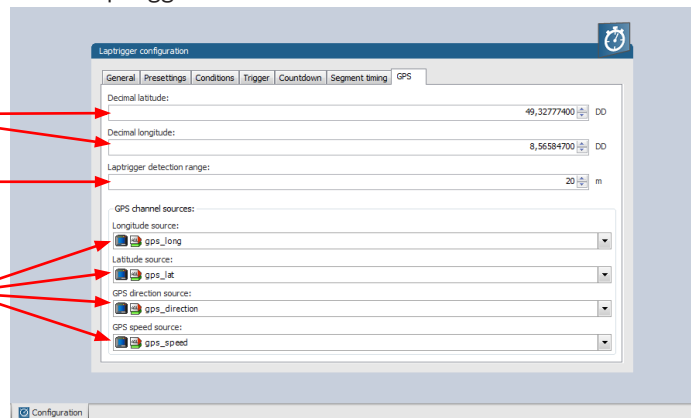 Laptrigger configuration
General Presettings Conditions Trigger Countdown Segment timing GPS
Decimal latitude:
49,32777400 DD
Decimal longitude:
8,56584700 DD
Laptrigger detection range:
20 m
GPS channel sources:
Longitude source:
gps_long
Latitude source:
gps_lat
GPS direction source:
gps_direction
GPS speed source:
gps_speed
Configuration